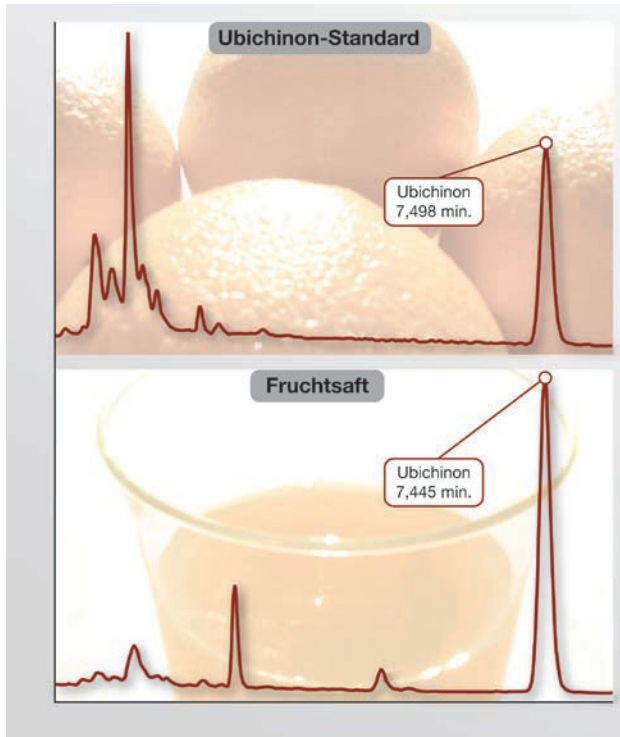 Ubichinon-Standard
Ubichinon
7,498 min.
Fruchtsaft
Ubichinon
7,445 min.